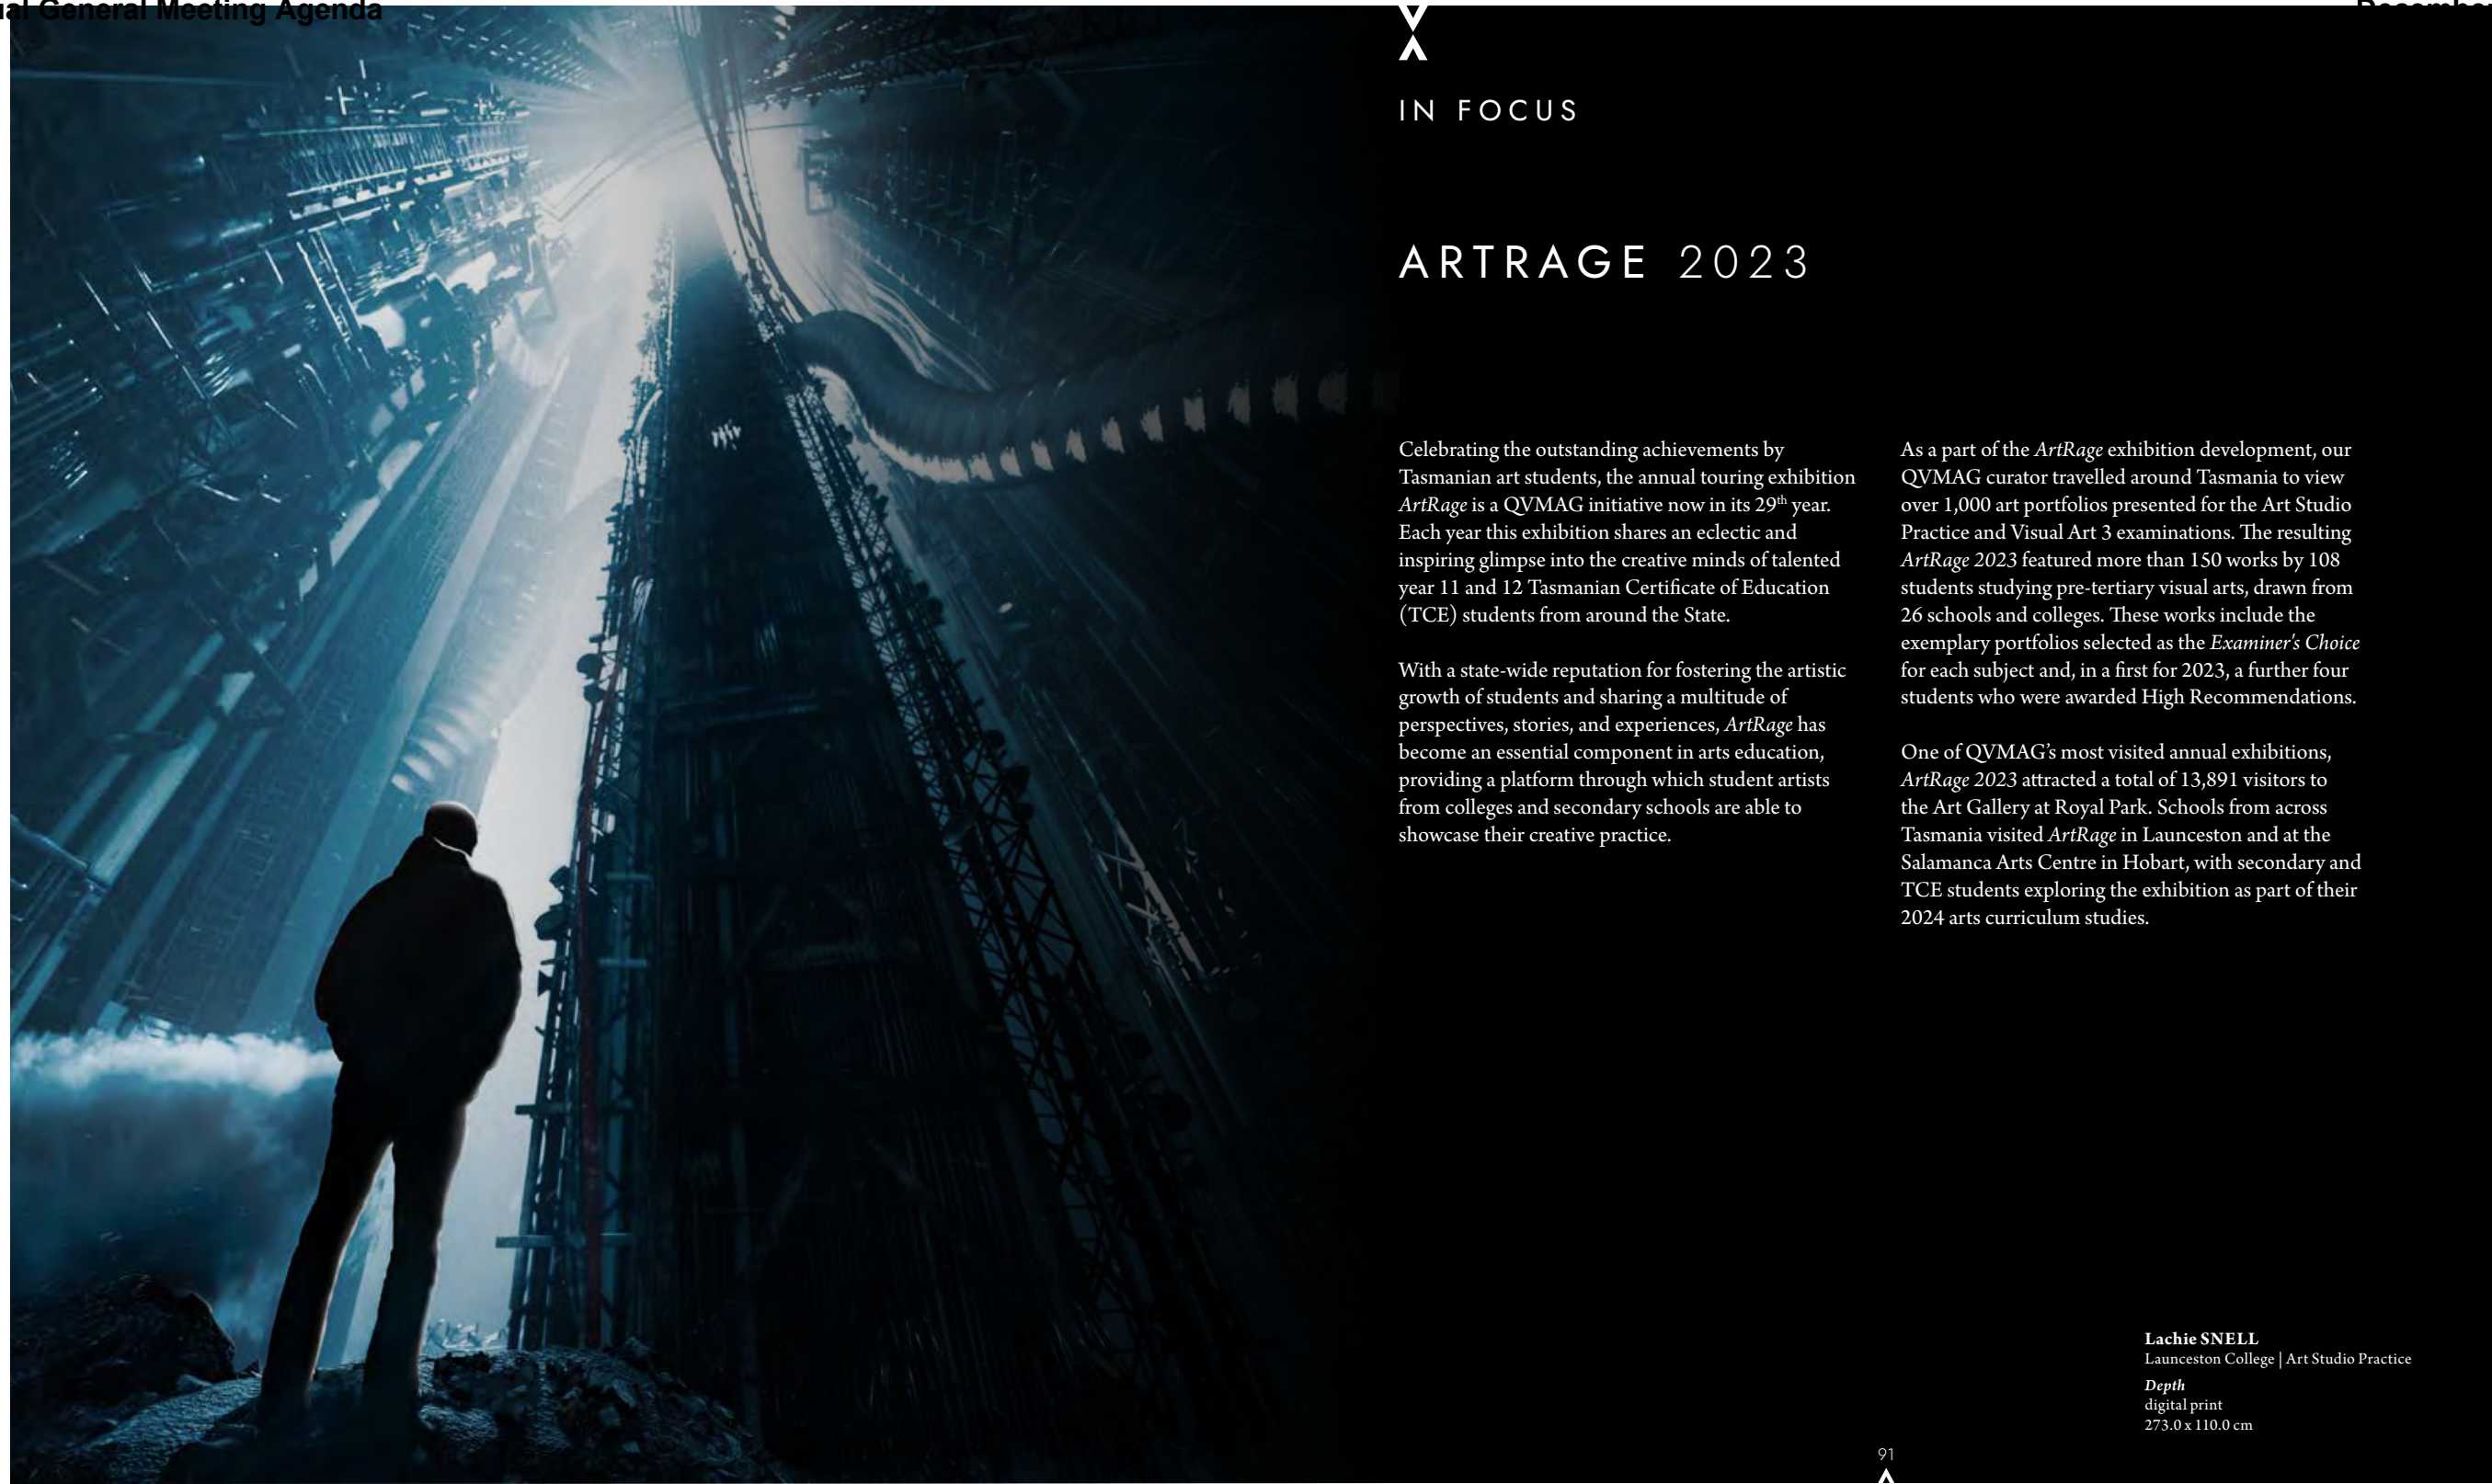 General Meeting Agenda
IN FOCUS
ARTRAGE 2023
Celebrating the outstanding achievements by
Tasmanian art students, the annual touring exhibition
ArtRage is a QVMAG initiative now in its 29th year.
Each year this exhibition shares an eclectic and
inspiring glimpse into the creative minds of talented
year 11 and 12 Tasmanian Certificate of Education
(TCE) students from around the State.
With a state-wide reputation for fostering the artistic
growth of students and sharing a multitude of
perspectives, stories, and experiences, ArtRage has
become an essential component in arts education,
providing a platform through which student artists
from colleges and secondary schools are able to
showcase their creative practice.
As a part of the ArtRage exhibition development, our
QVMAG curator travelled around Tasmania to view
over 1,000 art portfolios presented for the Art Studio
Practice and Visual Art 3 examinations. The resulting
ArtRage 2023 featured more than 150 works by 108
students studying pre-tertiary visual arts, drawn from
26 schools and colleges. These works include the
exemplary portfolios selected as the Examiner's Choice
for each subject and, in a first for 2023, a further four
students who were awarded High Recommendations.
One of QVMAG’s most visited annual exhibitions,
ArtRage 2023 attracted a total of 13,891 visitors to
the Art Gallery at Royal Park. Schools from across
Tasmania visited ArtRage in Launceston and at the
Salamanca Arts Centre in Hobart, with secondary and
TCE students exploring the exhibition as part of their
2024 arts curriculum studies.
Lachie SNELL
Launceston College | Art Studio Practice
Depth
digital print
273.0 x 110.0 cm
91